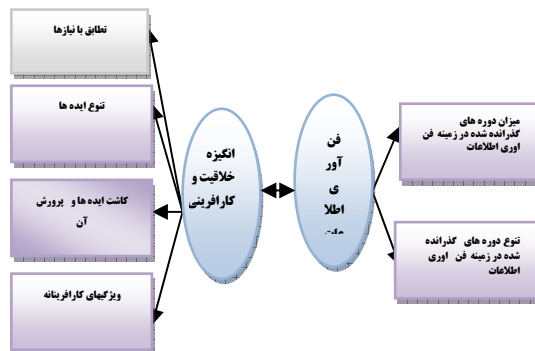 تطابق با نیازها
تنوع ایده ها
کاشت ایده ها و پرورش
آن
ویژگیهای کارآفرینانه
انگیزه
خلاقیت و
کارافرینی
فن
آور
ی
اطلا
عات
میزان دوره های
گذرانده شده در زمینه فن
اوری اطلاعات
تنوع دوره های گذرانده
شده در زمینه فن اوری
اطلاعات